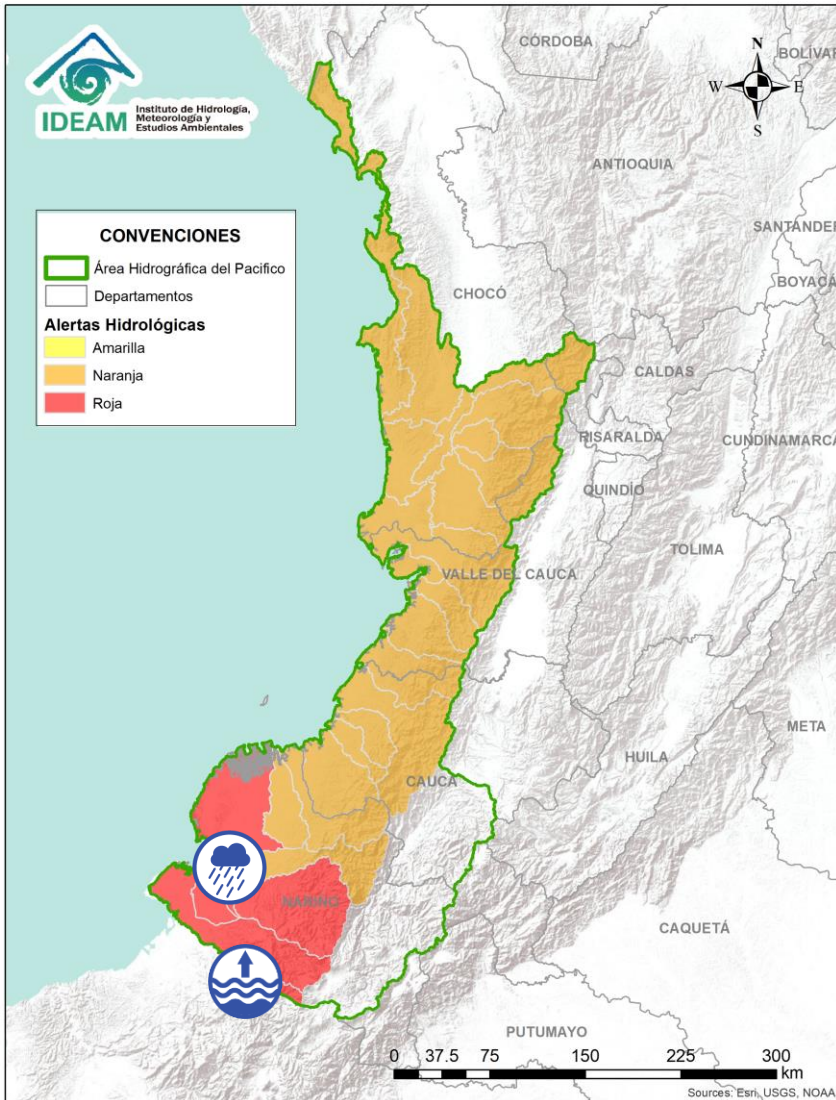 IDEAM
Instituto de Hidrología,
Meteorología y
Estudios Ambientales
CÓRDOBA
BOLÍVAR
N
W
E
S
ANTIOQUIA
SANTANDER
BOYACÁ
CONVENCIONES
Área Hidrográfica del Pacifico
Departamentos
Alertas Hidrológicas
Amarilla
Naranja
Roja
CHOCÓ
CALDAS
RISARALDA
CUNDINAMARCA
QUINDÍO
TOLIMA
VALLE DEL CAUCA
META
HUILA
CAUCA
NARIÑO
CAQUETÁ
PUTUMAYO
0 37.5 75 150 225 300
km
Sources: Esri, USGS, NOAA